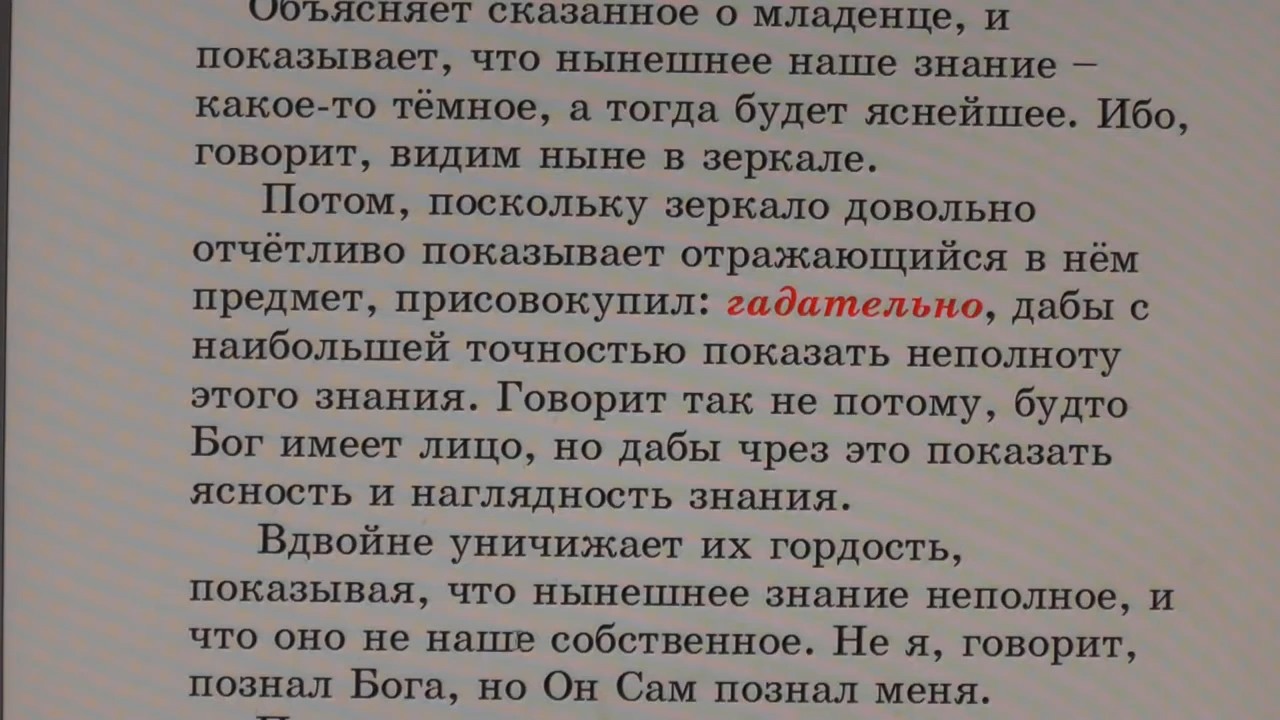 Объясняет сказанное о младенце, и
показывает, что нынешнее наше знание –
какое-то тёмное, а тогда будет яснейшее. Ибо,
говорит, видим ныне в зеркале.
Потом, поскольку зеркало довольно
отчётливо показывает отражающийся в нём
предмет, присовокупил: гадательно, дабы с
наибольшей точностью показать неполноту
этого знания. Говорит так не потому, будто
Бог имеет лицо, но дабы чрез это показать
ясность и наглядность знания.
Вдвойне уничижает их гордость,
показывая, что нынешнее знание неполное, и
что оно не наше собственное. Не я, говорит,
познал Бога, но Он Сам познал меня.